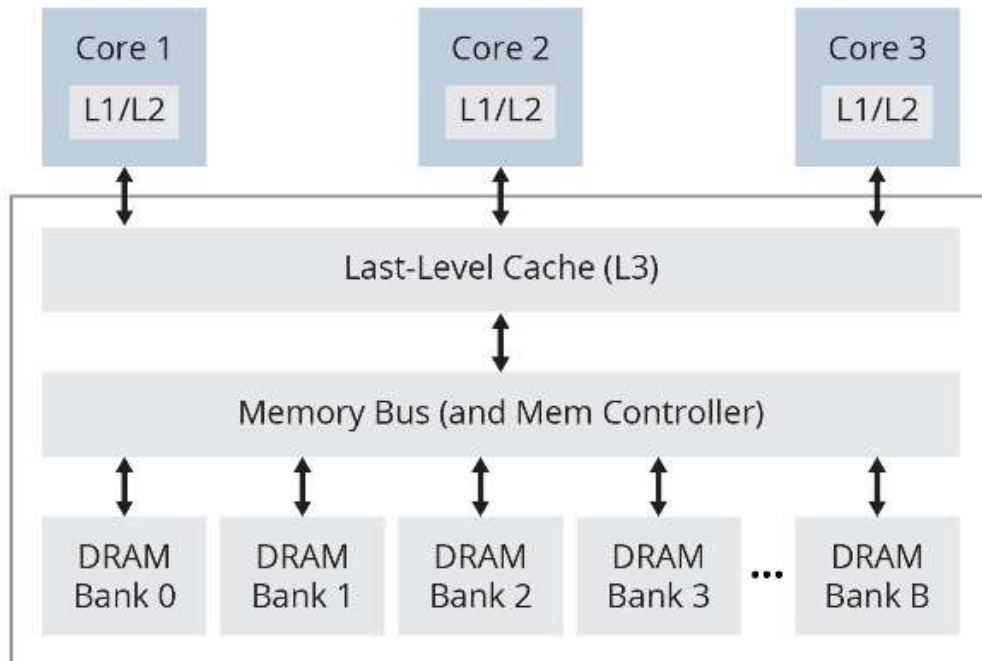 Core 1
Core 2
Core 3
L1/L2
L1/L2
L1/L2
Last-Level Cache (L3)
Memory Bus (and Mem Controller)
DRAM
Bank 0
DRAM
Bank 1
DRAM
Bank 2
DRAM
Bank 3
...
DRAM
Bank B